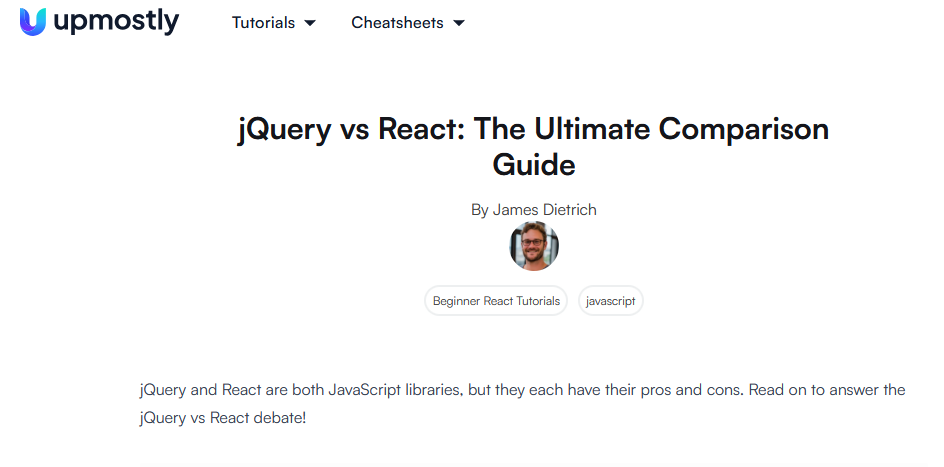 upmostly
Tutorials
Cheatsheets
jQuery vs React: The Ultimate Comparison
Guide
By James Dietrich
Beginner React Tutorials
javascript
jQuery and React are both JavaScript libraries, but they each have their pros and cons. Read on to answer the
jQuery vs React debate!